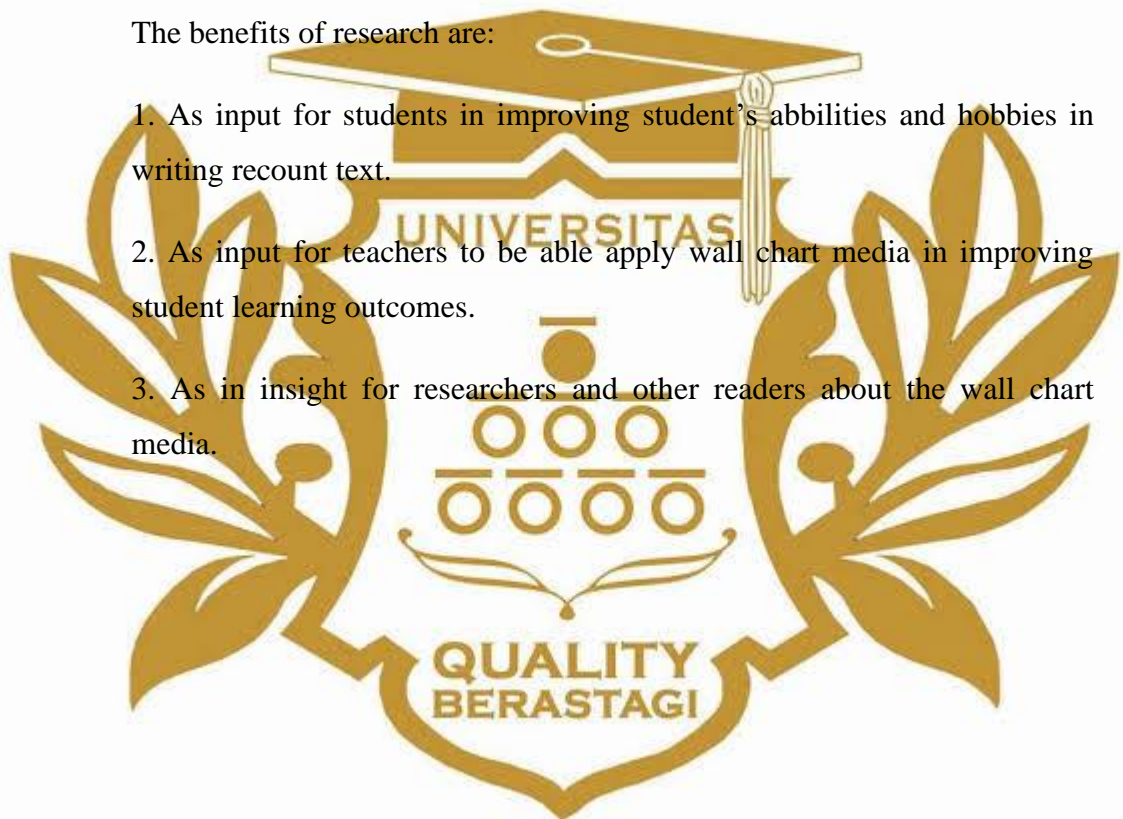 The benefits of research are:
1. As input for students in improving student's abbilities and hobbies in
writing recount text.
UNIVERSITAS
2. As input for teachers to be able apply wall chart media in improving
student learning outcomes.
3. As in insight for researchers and other readers about the wall chart
media.
QUALITY
BERASTAGI